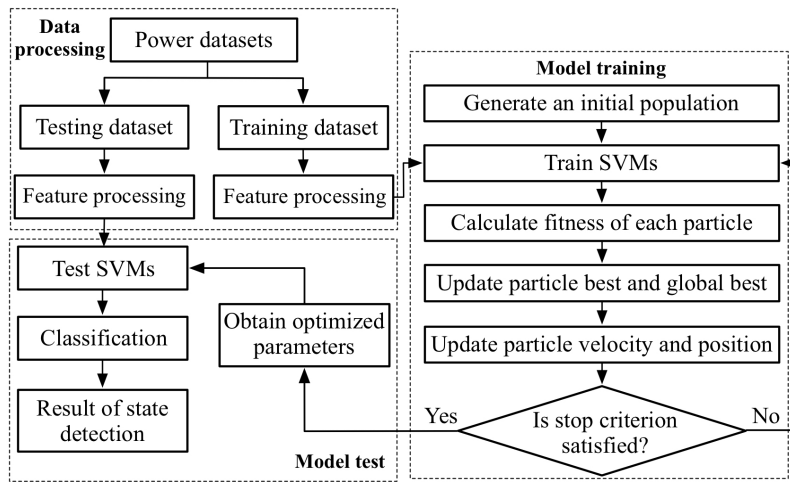 Data
processing
Power datasets
Testing dataset
Training dataset
Feature processing
Feature processing
Model training
Generate an initial population
Train SVMs
Calculate fitness of each particle
Update particle best and global best
Update particle velocity and position
Is stop criterion
satisfied?
Yes
No
Obtain optimized
parameters
Test SVMs
Classification
Result of state
detection
Model test